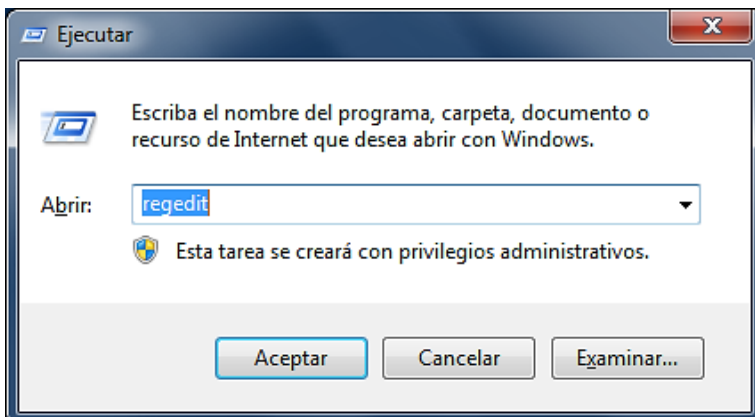 Ejecutar
Escriba el nombre del programa, carpeta, documento o
recurso de Internet que desea abrir con Windows.
Abrir: regedit
Esta tarea se creará con privilegios administrativos.
Aceptar Cancelar Examinar...